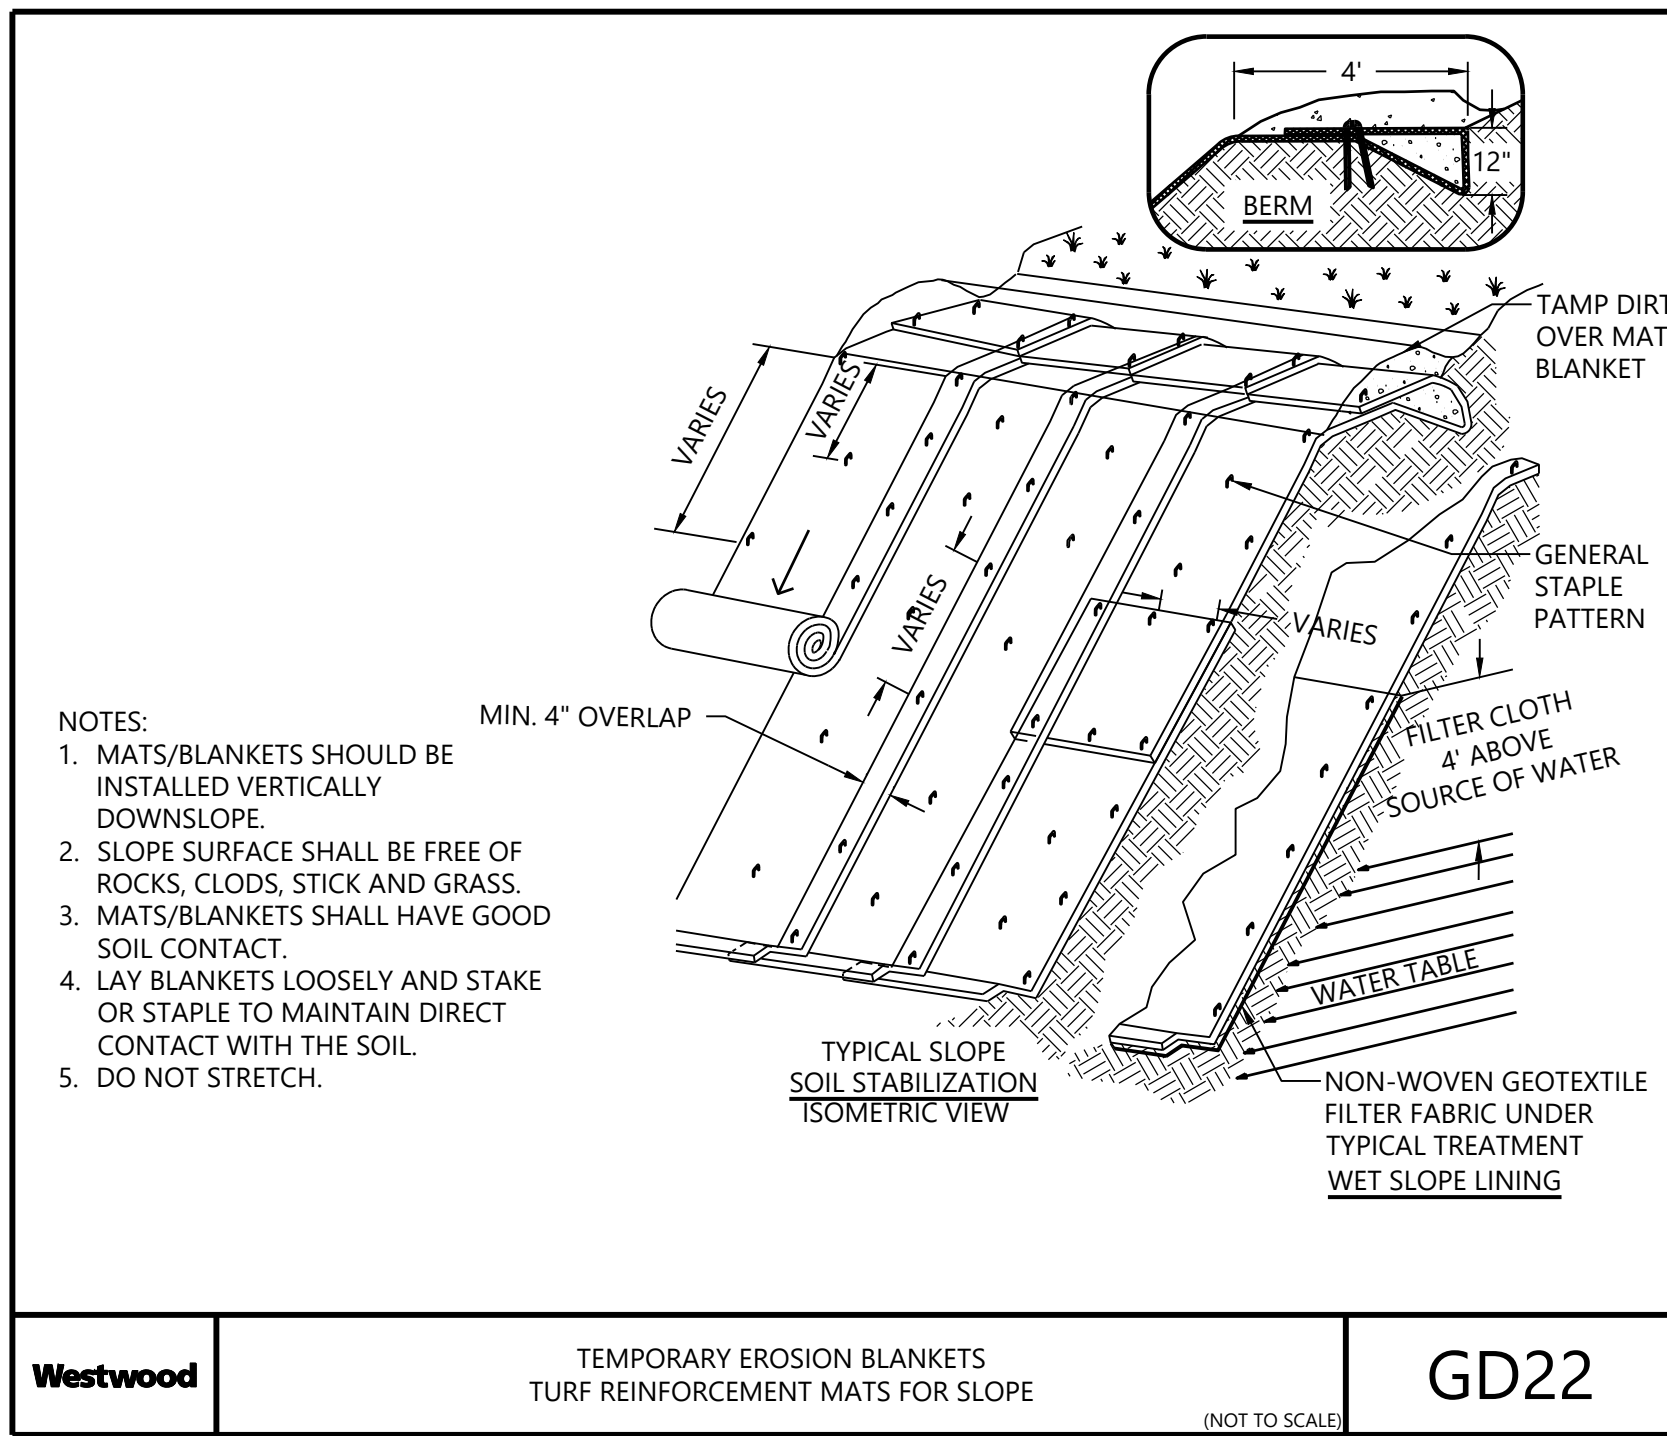 4'
12"
BERM
TAMP DIRT
OVER MAT
BLANKET
VARIES
VARIES
GENERAL
STAPLE
PATTERN
VARIES
VARIES
MIN. 4" OVERLAP
FILTER CLOTH
4' ABOVE
SOURCE OF WATER
NOTES:
1. MATS/BLANKETS SHOULD BE
INSTALLED VERTICALLY
DOWNSLOPE.
2. SLOPE SURFACE SHALL BE FREE OF
ROCKS, CLODS, STICK AND GRASS.
3. MATS/BLANKETS SHALL HAVE GOOD
SOIL CONTACT.
4. LAY BLANKETS LOOSELY AND STAKE
OR STAPLE TO MAINTAIN DIRECT
CONTACT WITH THE SOIL.
5. DO NOT STRETCH.
WATER TABLE
TYPICAL SLOPE
SOIL STABILIZATION
ISOMETRIC VIEW
NON-WOVEN GEOTEXTILE
FILTER FABRIC UNDER
TYPICAL TREATMENT
WET SLOPE LINING
Westwood
TEMPORARY EROSION BLANKETS
TURF REINFORCEMENT MATS FOR SLOPE
(NOT TO SCALE)
GD22